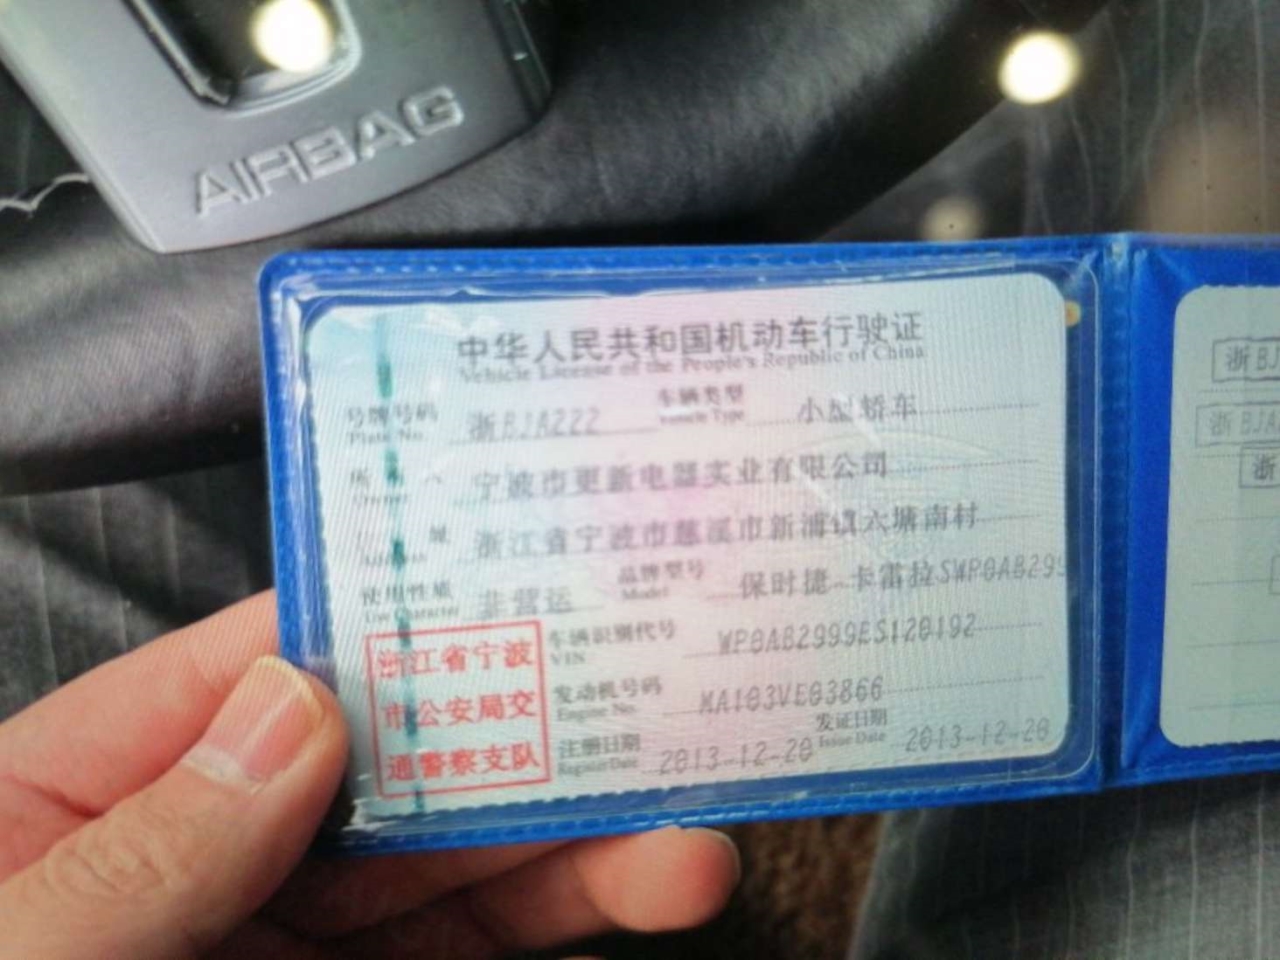 AIRBAG
中华人民共和国机动车行驶证
Vehicle License of the People's Republic of China
号牌号码 浙BJA222 车辆类型 小型轿车
Plate No. Vehicle Type
所 人 宁波市更新电器实业有限公司
Owner
址 浙江省宁波市慈溪市新浦镇六塘南村
Address
使用性质 非营运 品牌型号 保时捷 卡雷拉SWP0AB299
Use Character Model
车辆识别代号 WP0AB2999ES120192
VIN
发动机号码 MA103VE03866
Engine No.
注册日期 2013-12-20 发证日期 2013-12-20
Register Date Issue Date
浙江省宁波
市公安局交
通警察支队
浙BJ
浙BJA
浙